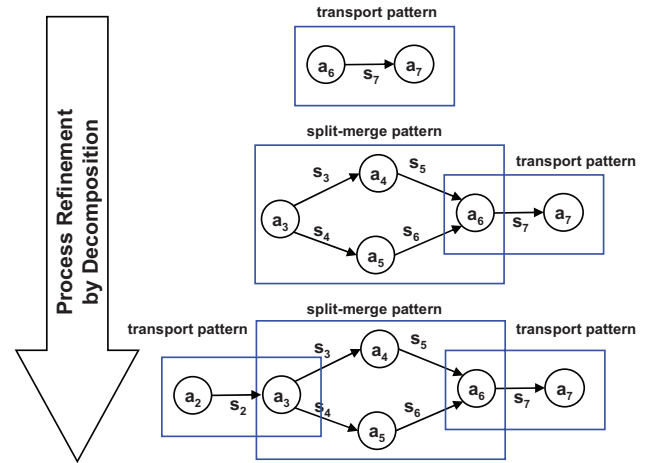 transport pattern
a6
s7
a7
split-merge pattern
s3
a4
s5
transport pattern
a3
a6
s7
a7
s4
s6
a5
Process Refinement
by Decomposition
split-merge pattern
transport pattern
transport pattern
s3
a4
s5
a2
s2
a3
a6
s7
a7
s4
s6
a5